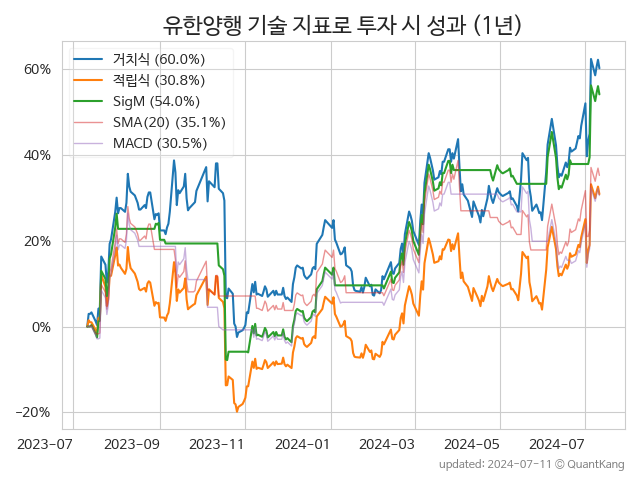 유한양행 기술 지표로 투자 시 성과 (1년)
거치식 (60.0%)
적립식 (30.8%)
SigM (54.0%)
SMA(20) (35.1%)
MACD (30.5%)
60%
40%
20%
0%
−20%
2023-07 2023-09 2023-11 2024-01 2024-03 2024-05 2024-07
updated: 2024-07-11 ⓒ QuantKang